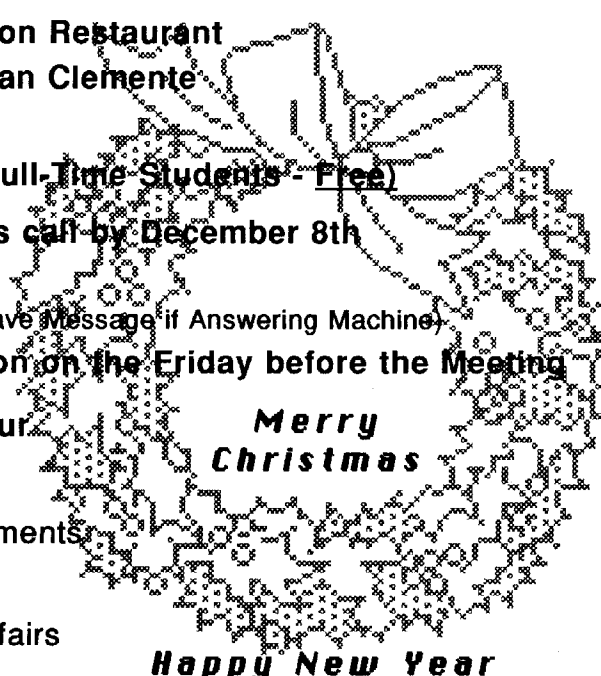 on Restaurant
an Clemente
ull-Time Students - Free)
s call by December 8th
ave Message if Answering Machine)
on on the Friday before the Meeting
ur
Merry
Christmas
ments
fairs
Happy New Year